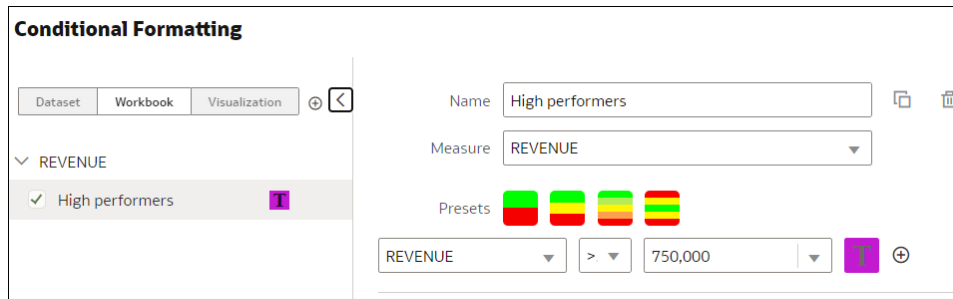 Conditional Formatting
Dataset Workbook Visualization
REVENUE
High performers T
Name High performers
Measure REVENUE
Presets
REVENUE > 750,000 T